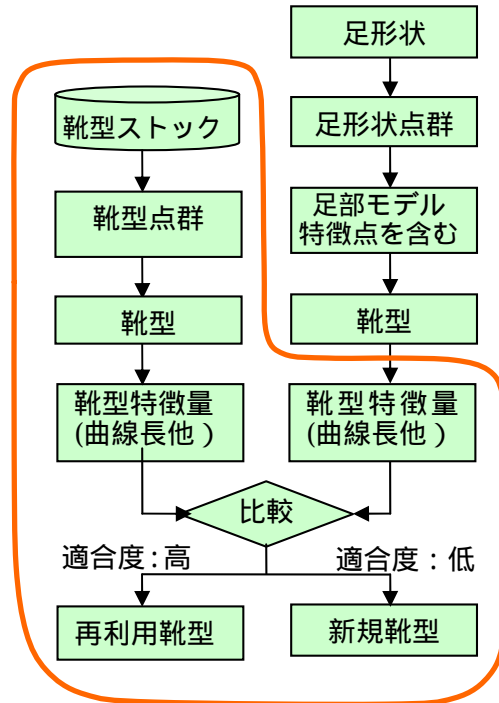 足形状
靴型ストック
足形状点群
靴型点群
足部モデル
特徴点を含む
靴型
靴型
靴型特徴量
(曲線長他）
靴型特徴量
(曲線長他）
比較
適合度：高
適合度：低
再利用靴型
新規靴型